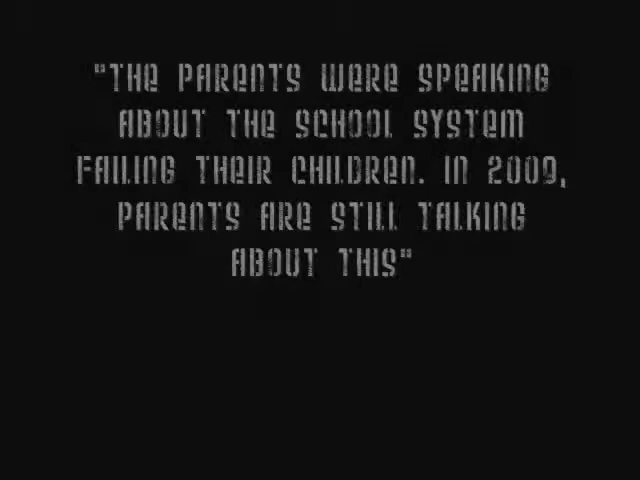 "THE PARENTS WERE SPEAKING
ABOUT THE SCHOOL SYSTEM
FAILING THEIR CHILDREN. IN 2009,
PARENTS ARE STILL TALKING
ABOUT THIS"